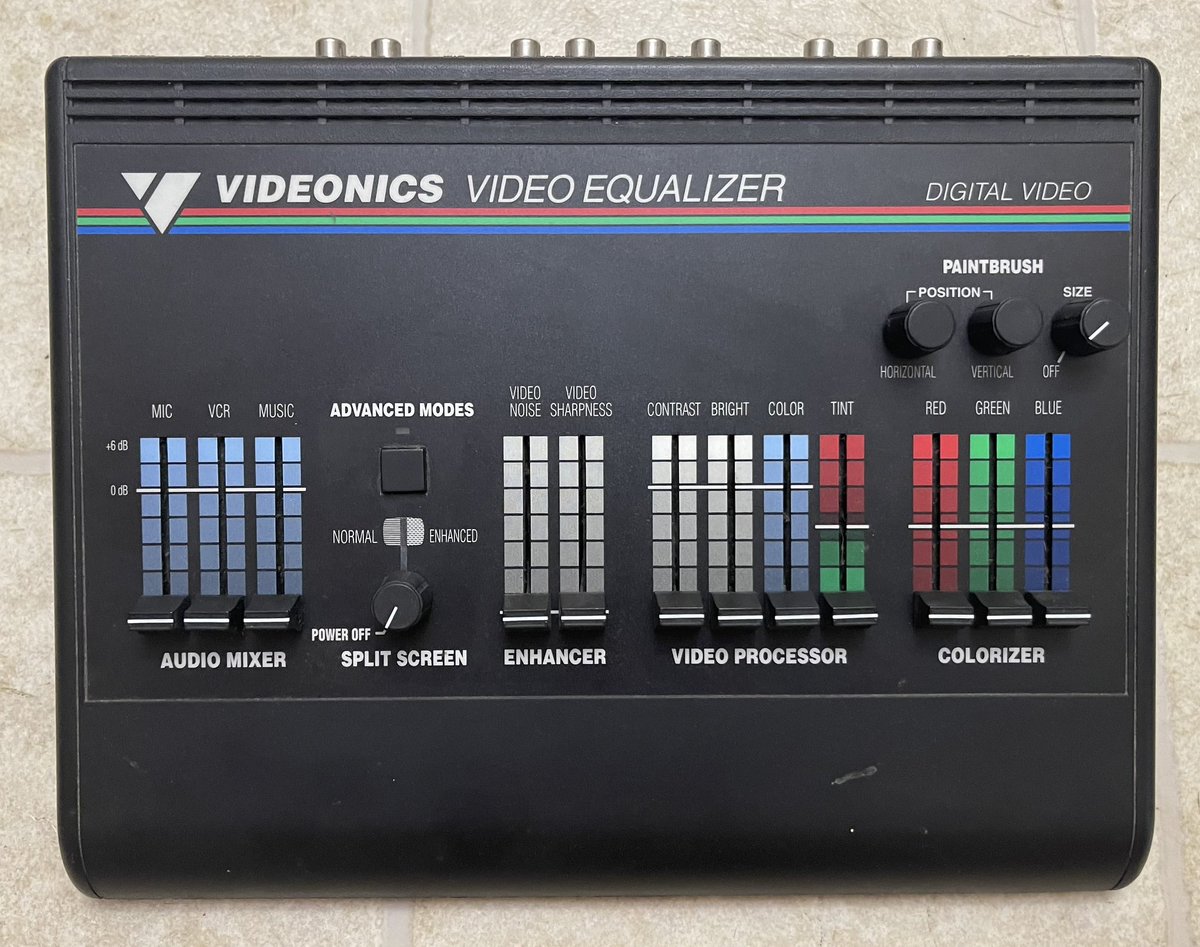 VIDEONICS VIDEO EQUALIZER
DIGITAL VIDEO
PAINTBRUSH
POSITION
SIZE
HORIZONTAL
VERTICAL
OFF
MIC
VCR
MUSIC
+6 dB
0 dB
AUDIO MIXER
ADVANCED MODES
NORMAL
ENHANCED
POWER OFF
SPLIT SCREEN
VIDEO NOISE
VIDEO SHARPNESS
ENHANCER
CONTRAST
BRIGHT
COLOR
TINT
VIDEO PROCESSOR
RED
GREEN
BLUE
COLORIZER